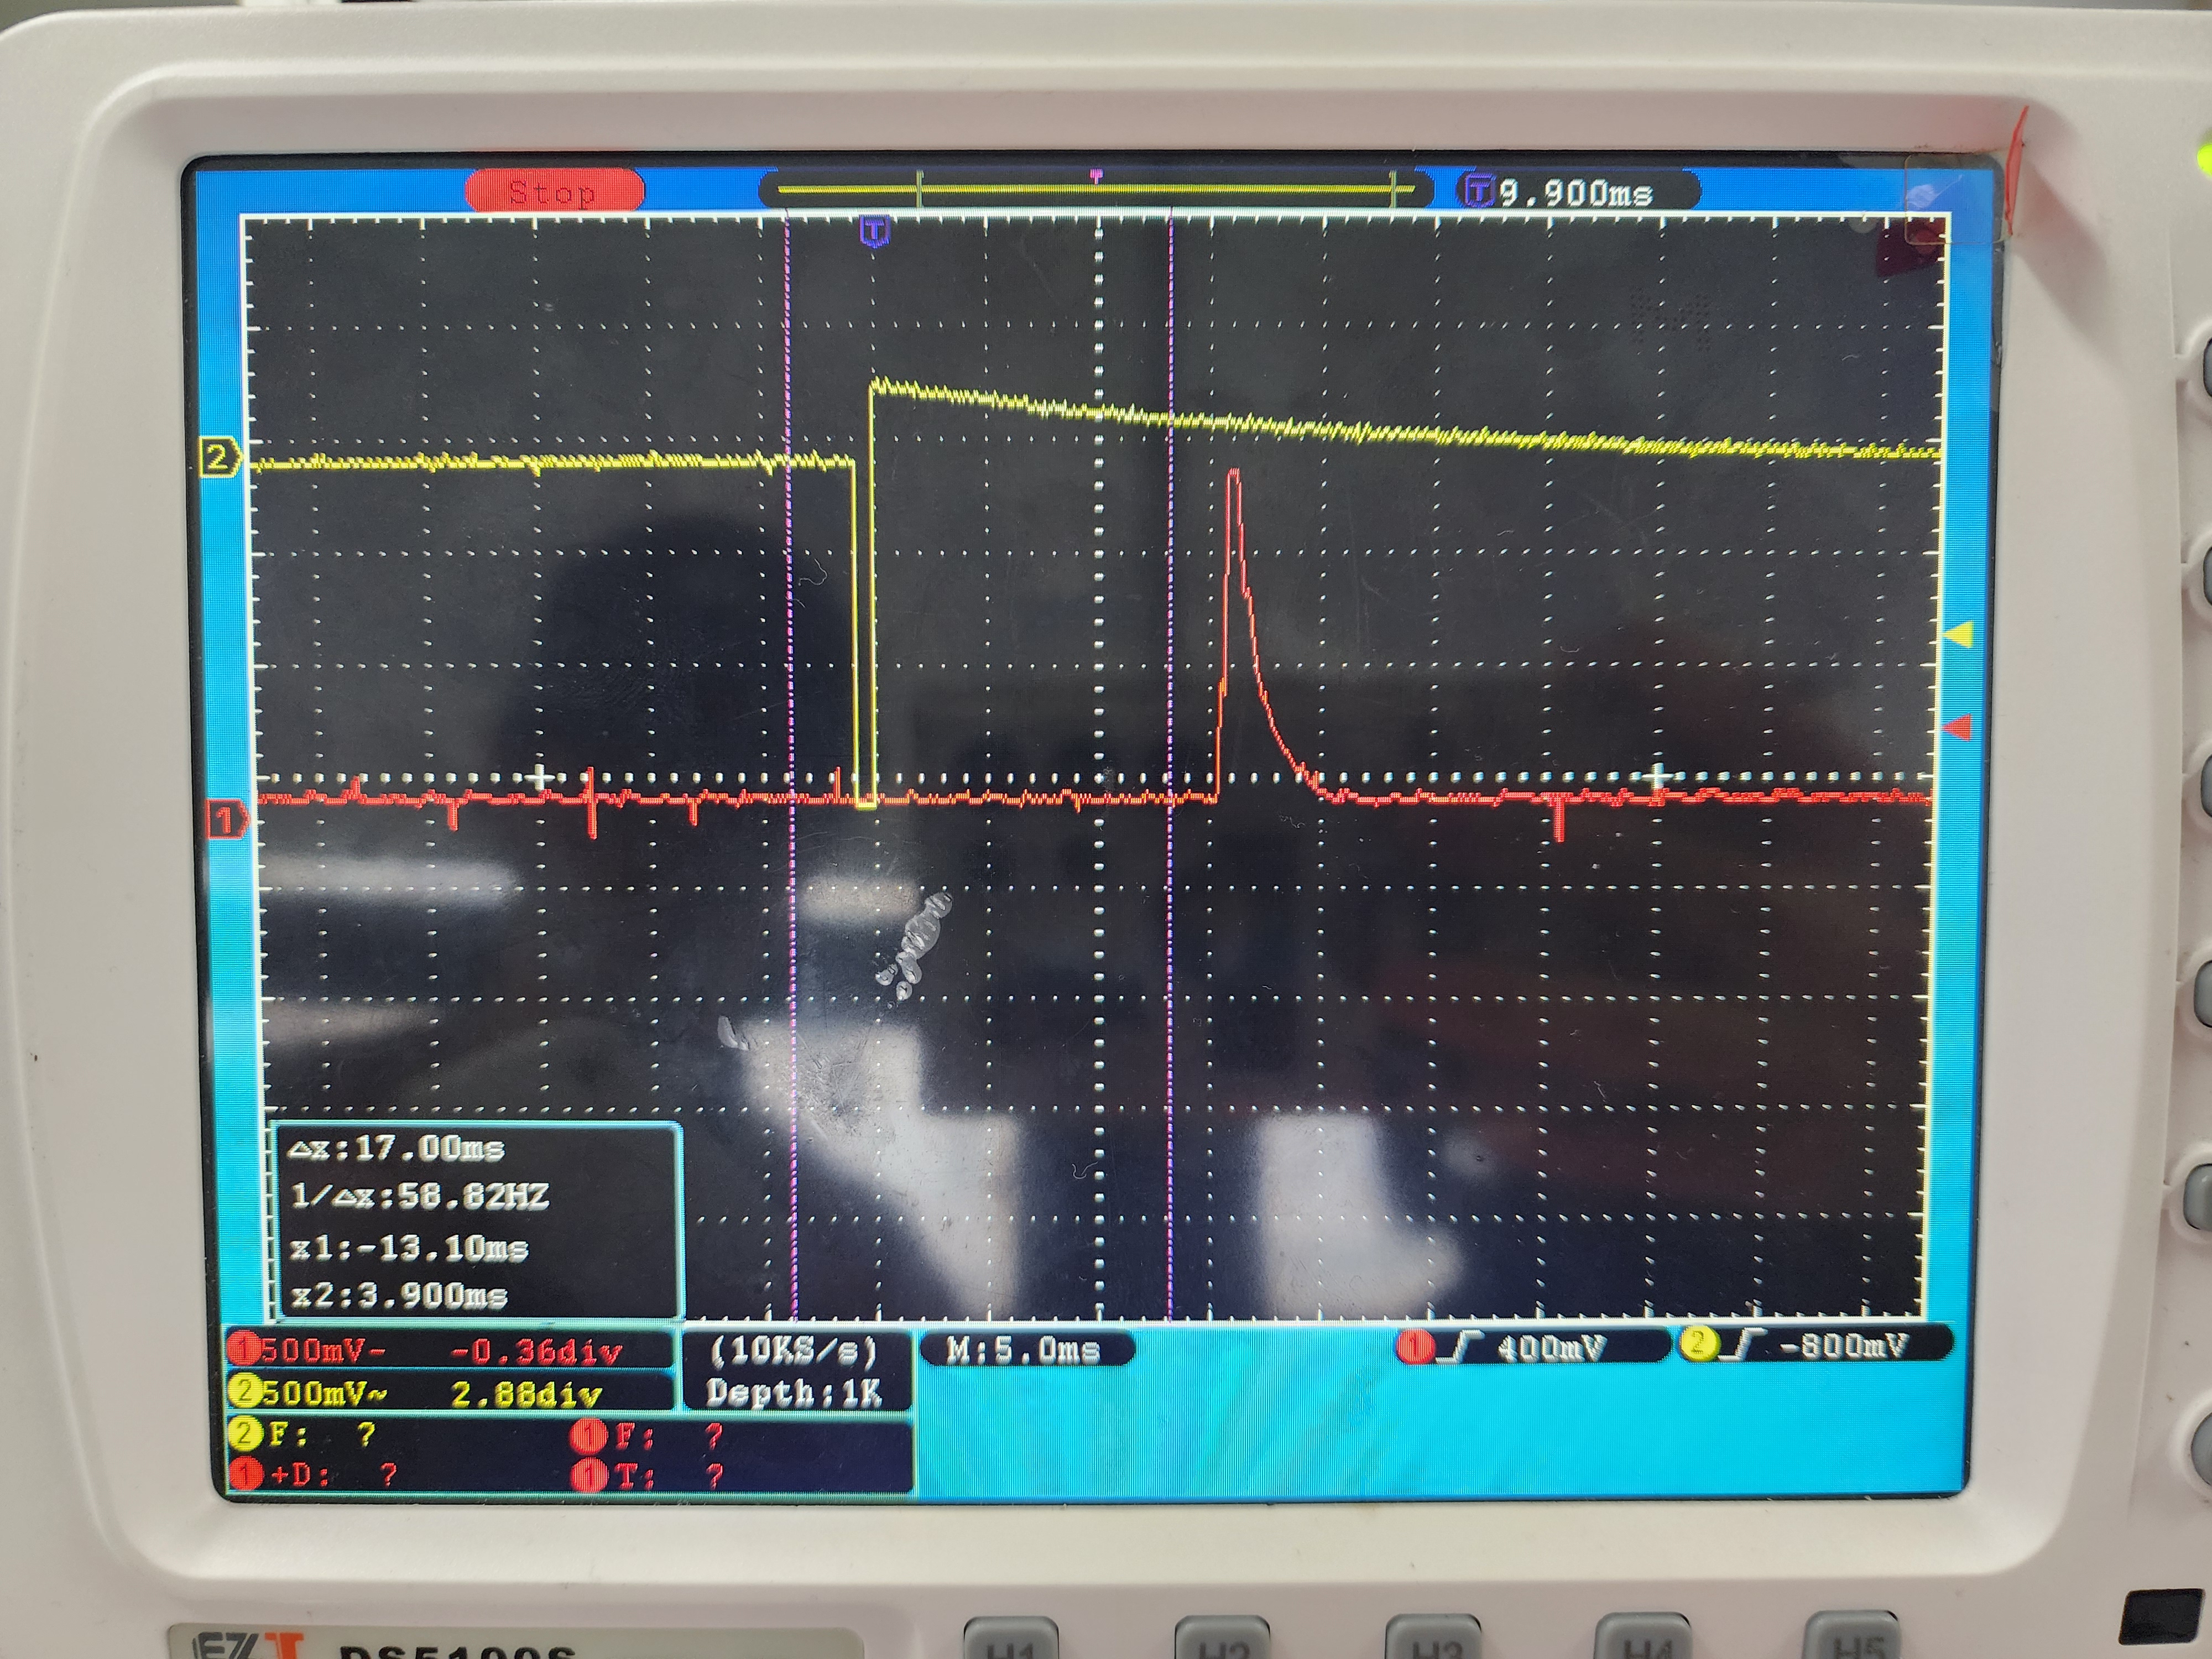 Stop T T 9.900ms
T
2
1
△x:17.00ms
1/△x:58.82HZ
x1:-13.10ms
x2:3.900ms
1 500mV- -0.36div (10KS/s) M:5.0ms 1 400mV 2 -800mV
2 500mV~ 2.88div Depth:1K
2 F: ? 1 F: ?
1 +D: ? 1 T: ?
H1 H2 H3 H4 H5